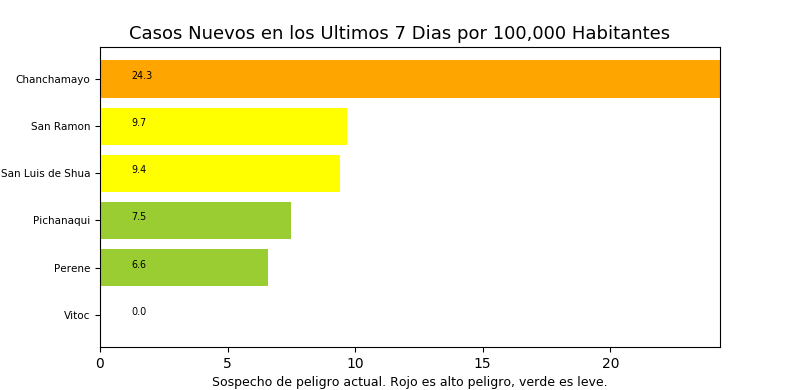 Casos Nuevos en los Ultimos 7 Dias por 100,000 Habitantes
Chanchamayo 24.3
San Ramon 9.7
San Luis de Shua 9.4
Pichanaqui 7.5
Perene 6.6
Vitoc 0.0
0 5 10 15 20
Sospecho de peligro actual. Rojo es alto peligro, verde es leve.